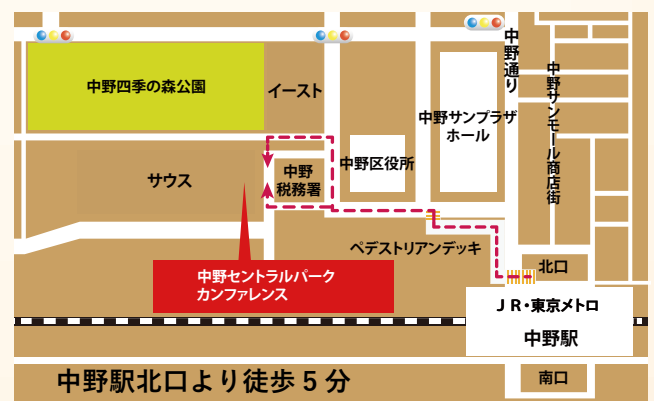 中野四季の森公園
イースト
中野通り
中野サンモール商店街
中野サンプラザ
ホール
中野区役所
中野
税務署
サウス
ペデストリアンデッキ
中野セントラルパーク
カンファレンス
北口
ＪＲ・東京メトロ
中野駅
南口
中野駅北口より徒歩５分